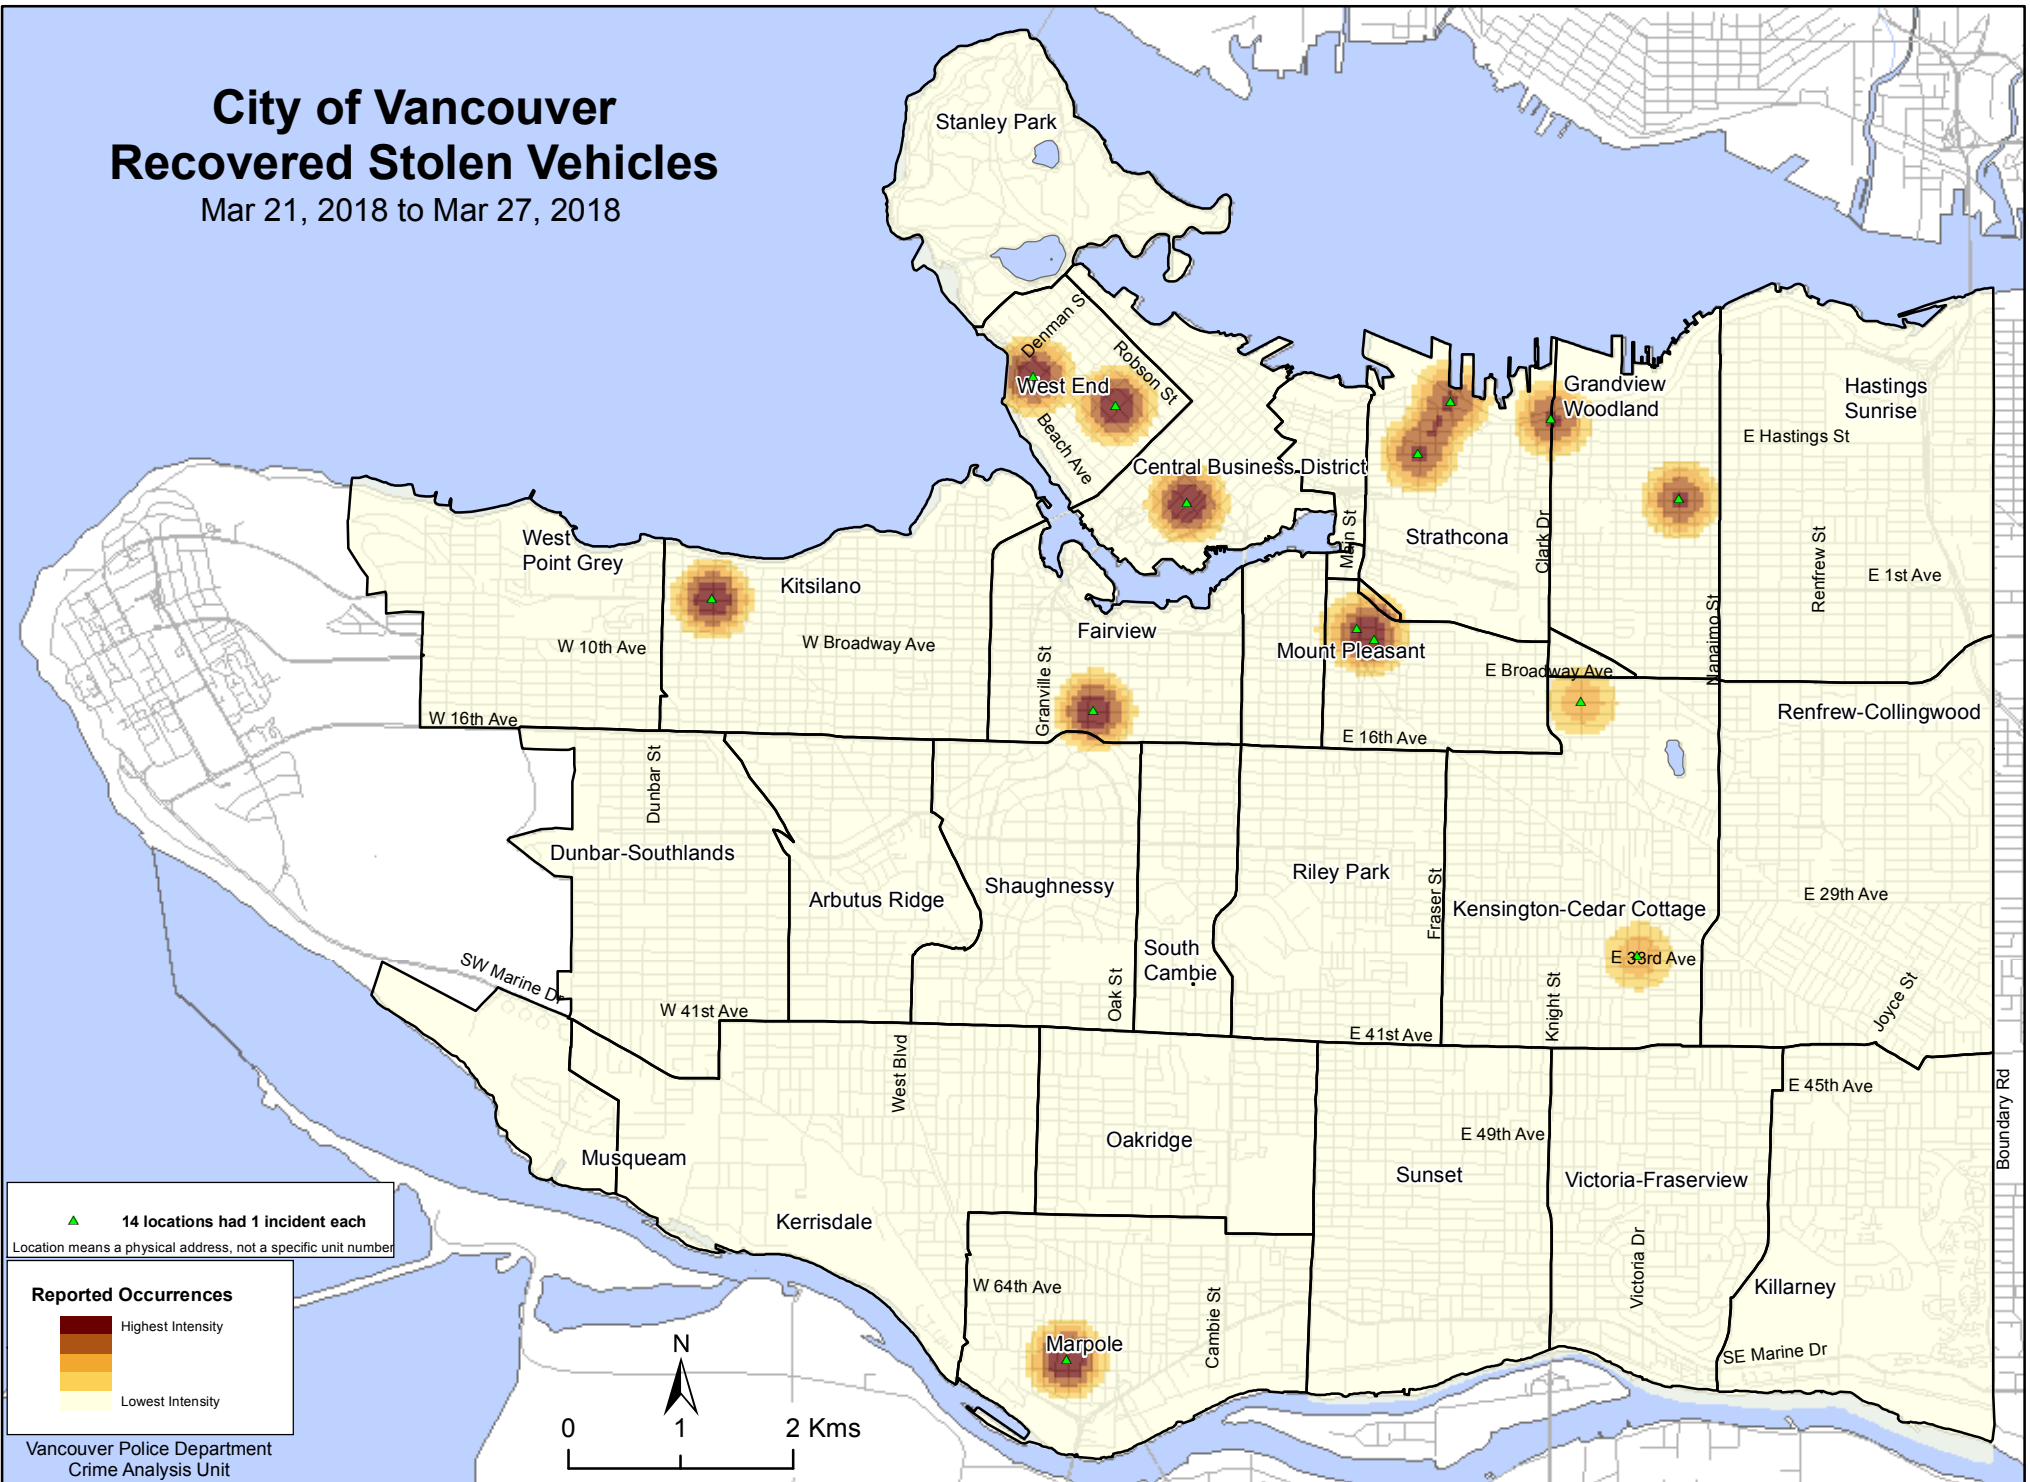 City of Vancouver
Recovered Stolen Vehicles
Mar 21, 2018 to Mar 27, 2018
Stanley Park
Denman S
Robson St
West End
Beach Ave
Central Business District
Grandview
Woodland
Hastings
Sunrise
E Hastings St
Strathcona
Main St
Clark Dr
Nanaimo St
Renfrew St
E 1st Ave
West
Point Grey
Kitsilano
W 10th Ave
W Broadway Ave
Fairview
Granville St
Mount Pleasant
E Broadway Ave
W 16th Ave
E 16th Ave
Renfrew-Collingwood
Dunbar St
Dunbar-Southlands
Arbutus Ridge
Shaughnessy
Riley Park
Fraser St
Kensington-Cedar Cottage
E 29th Ave
South
Cambie
E 33rd Ave
SW Marine Dr
W 41st Ave
Oak St
E 41st Ave
Knight St
Joyce St
West Blvd
E 45th Ave
Boundary Rd
Musqueam
Oakridge
E 49th Ave
Sunset
Victoria-Fraserview
Kerrisdale
W 64th Ave
Cambie St
Victoria Dr
Killarney
Marpole
SE Marine Dr
14 locations had 1 incident each
Location means a physical address, not a specific unit number
Reported Occurrences
Highest Intensity
Lowest Intensity
Vancouver Police Department
Crime Analysis Unit
N
0 1 2 Kms